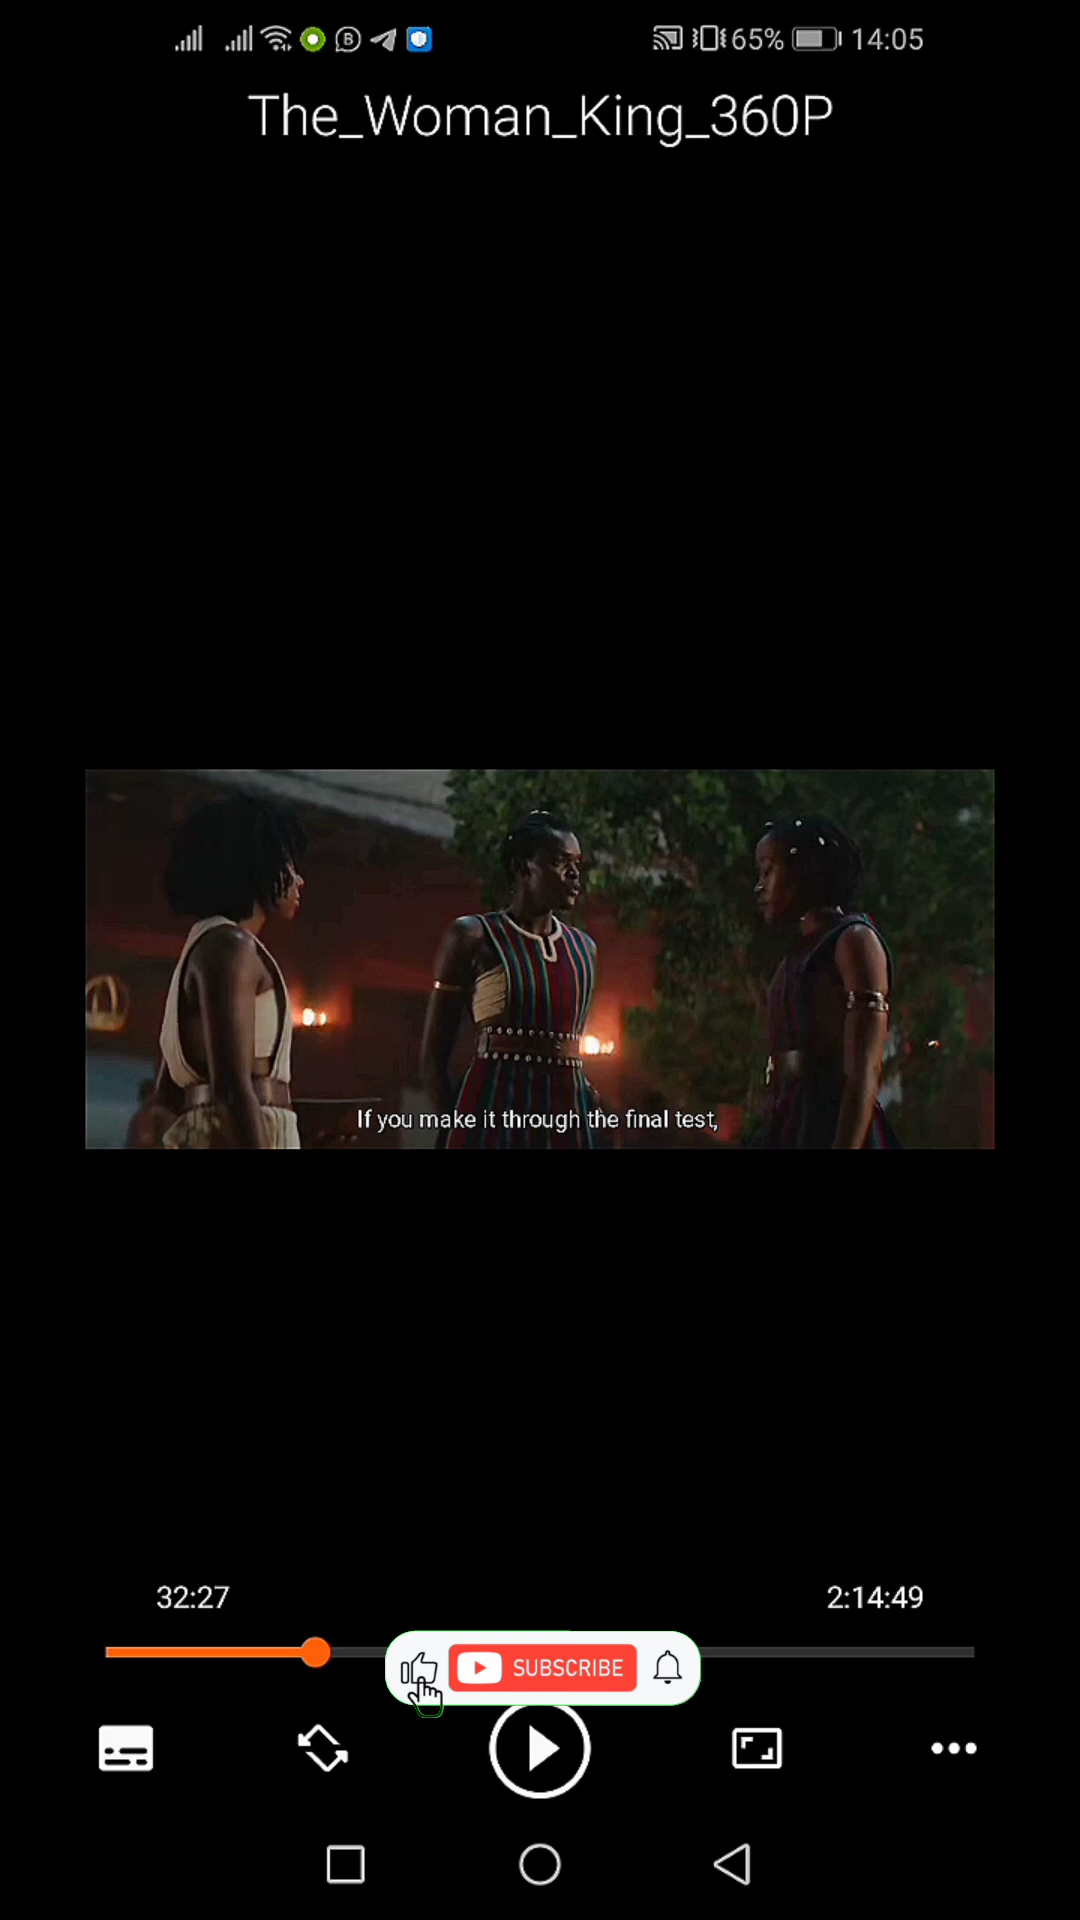 65% 14:05
The_Woman_King_360P
If you make it through the final test,
32:27 2:14:49
SUBSCRIBE